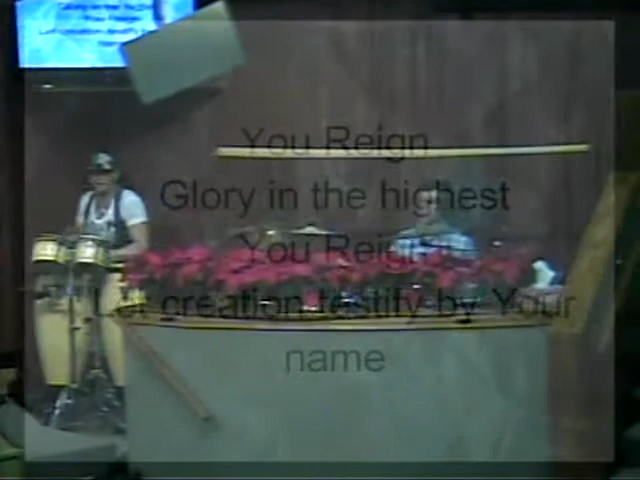 You Reign
Glory in the highest
You Reign
Let creation testify by Your
name